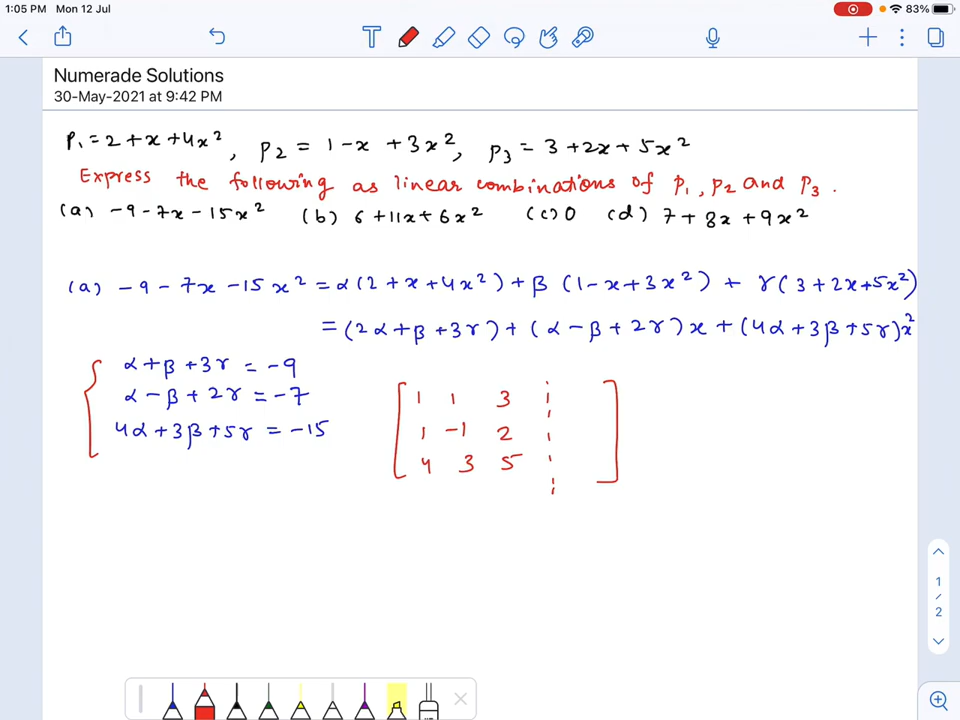 1:05 PM Mon 12 Jul 83%
T
Numerade Solutions
30-May-2021 at 9:42 PM
P₁ = 2 + x + 4x², P₂ = 1 - x + 3x², P₃ = 3 + 2x + 5x²
Express the following as linear combinations of P₁, P₂ and P₃.
(a) -9 - 7x - 15x² (b) 6 + 11x + 6x² (c) 0 (d) 7 + 8x + 9x²
(a) -9 - 7x - 15x² = α(2 + x + 4x²) + β(1 - x + 3x²) + γ(3 + 2x + 5x²)
= (2α + β + 3γ) + (α - β + 2γ)x + (4α + 3β + 5γ)x²
α + β + 3γ = -9
α - β + 2γ = -7
4α + 3β + 5γ = -15
1 1 3
1 -1 2
4 3 5
1
/
2